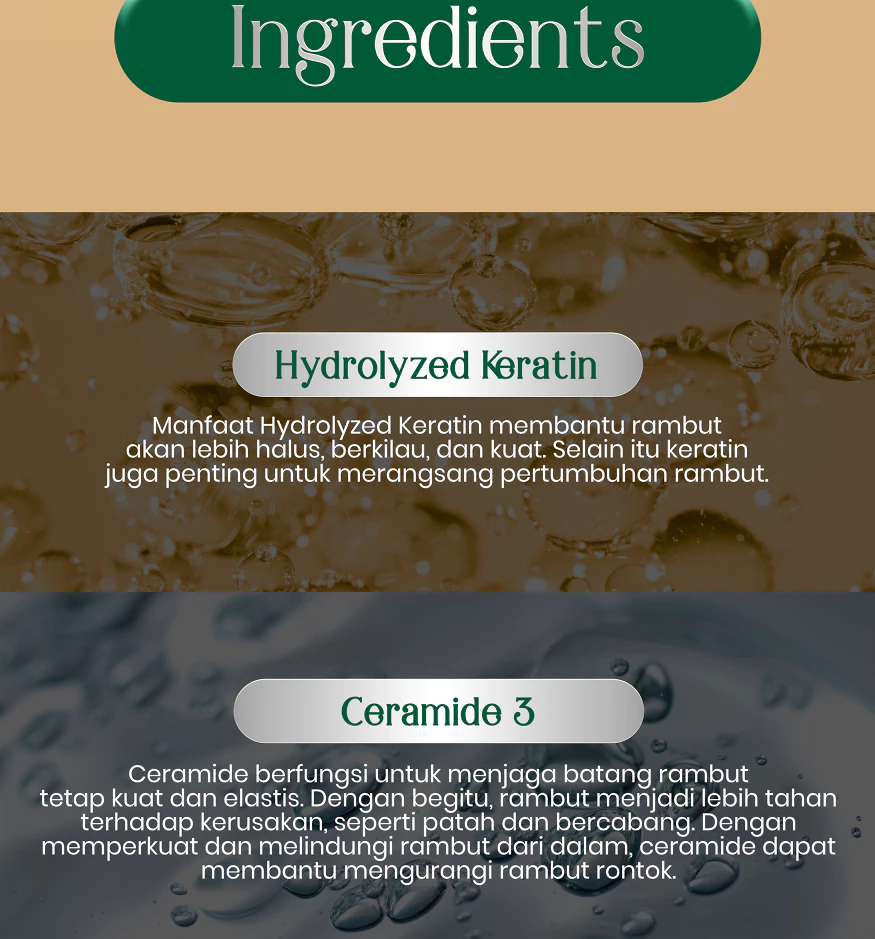 Ingredients
Hydrolyzed Keratin
Manfaat Hydrolyzed Keratin membantu rambut
akan lebih halus, berkilau, dan kuat. Selain itu keratin
juga penting untuk merangsang pertumbuhan rambut.
Ceramide 3
Ceramide berfungsi untuk menjaga batang rambut
tetap kuat dan elastis. Dengan begitu, rambut menjadi lebih tahan
terhadap kerusakan, seperti patah dan bercabang. Dengan
memperkuat dan melindungi rambut dari dalam, ceramide dapat
membantu mengurangi rambut rontok.